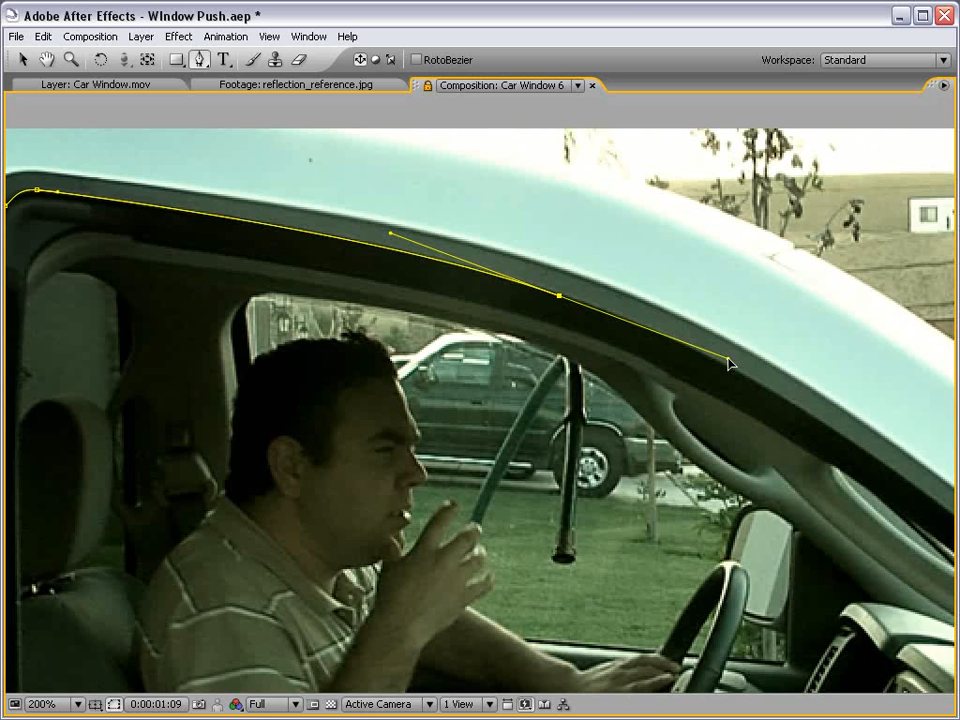 Adobe After Effects - WIndow Push.aep *
File Edit Composition Layer Effect Animation View Window Help
T RotoBezier Workspace: Standard
Layer: Car Window.mov Footage: reflection_reference.jpg Composition: Car Window 6
200% 0:00:01:09 Full Active Camera 1 View